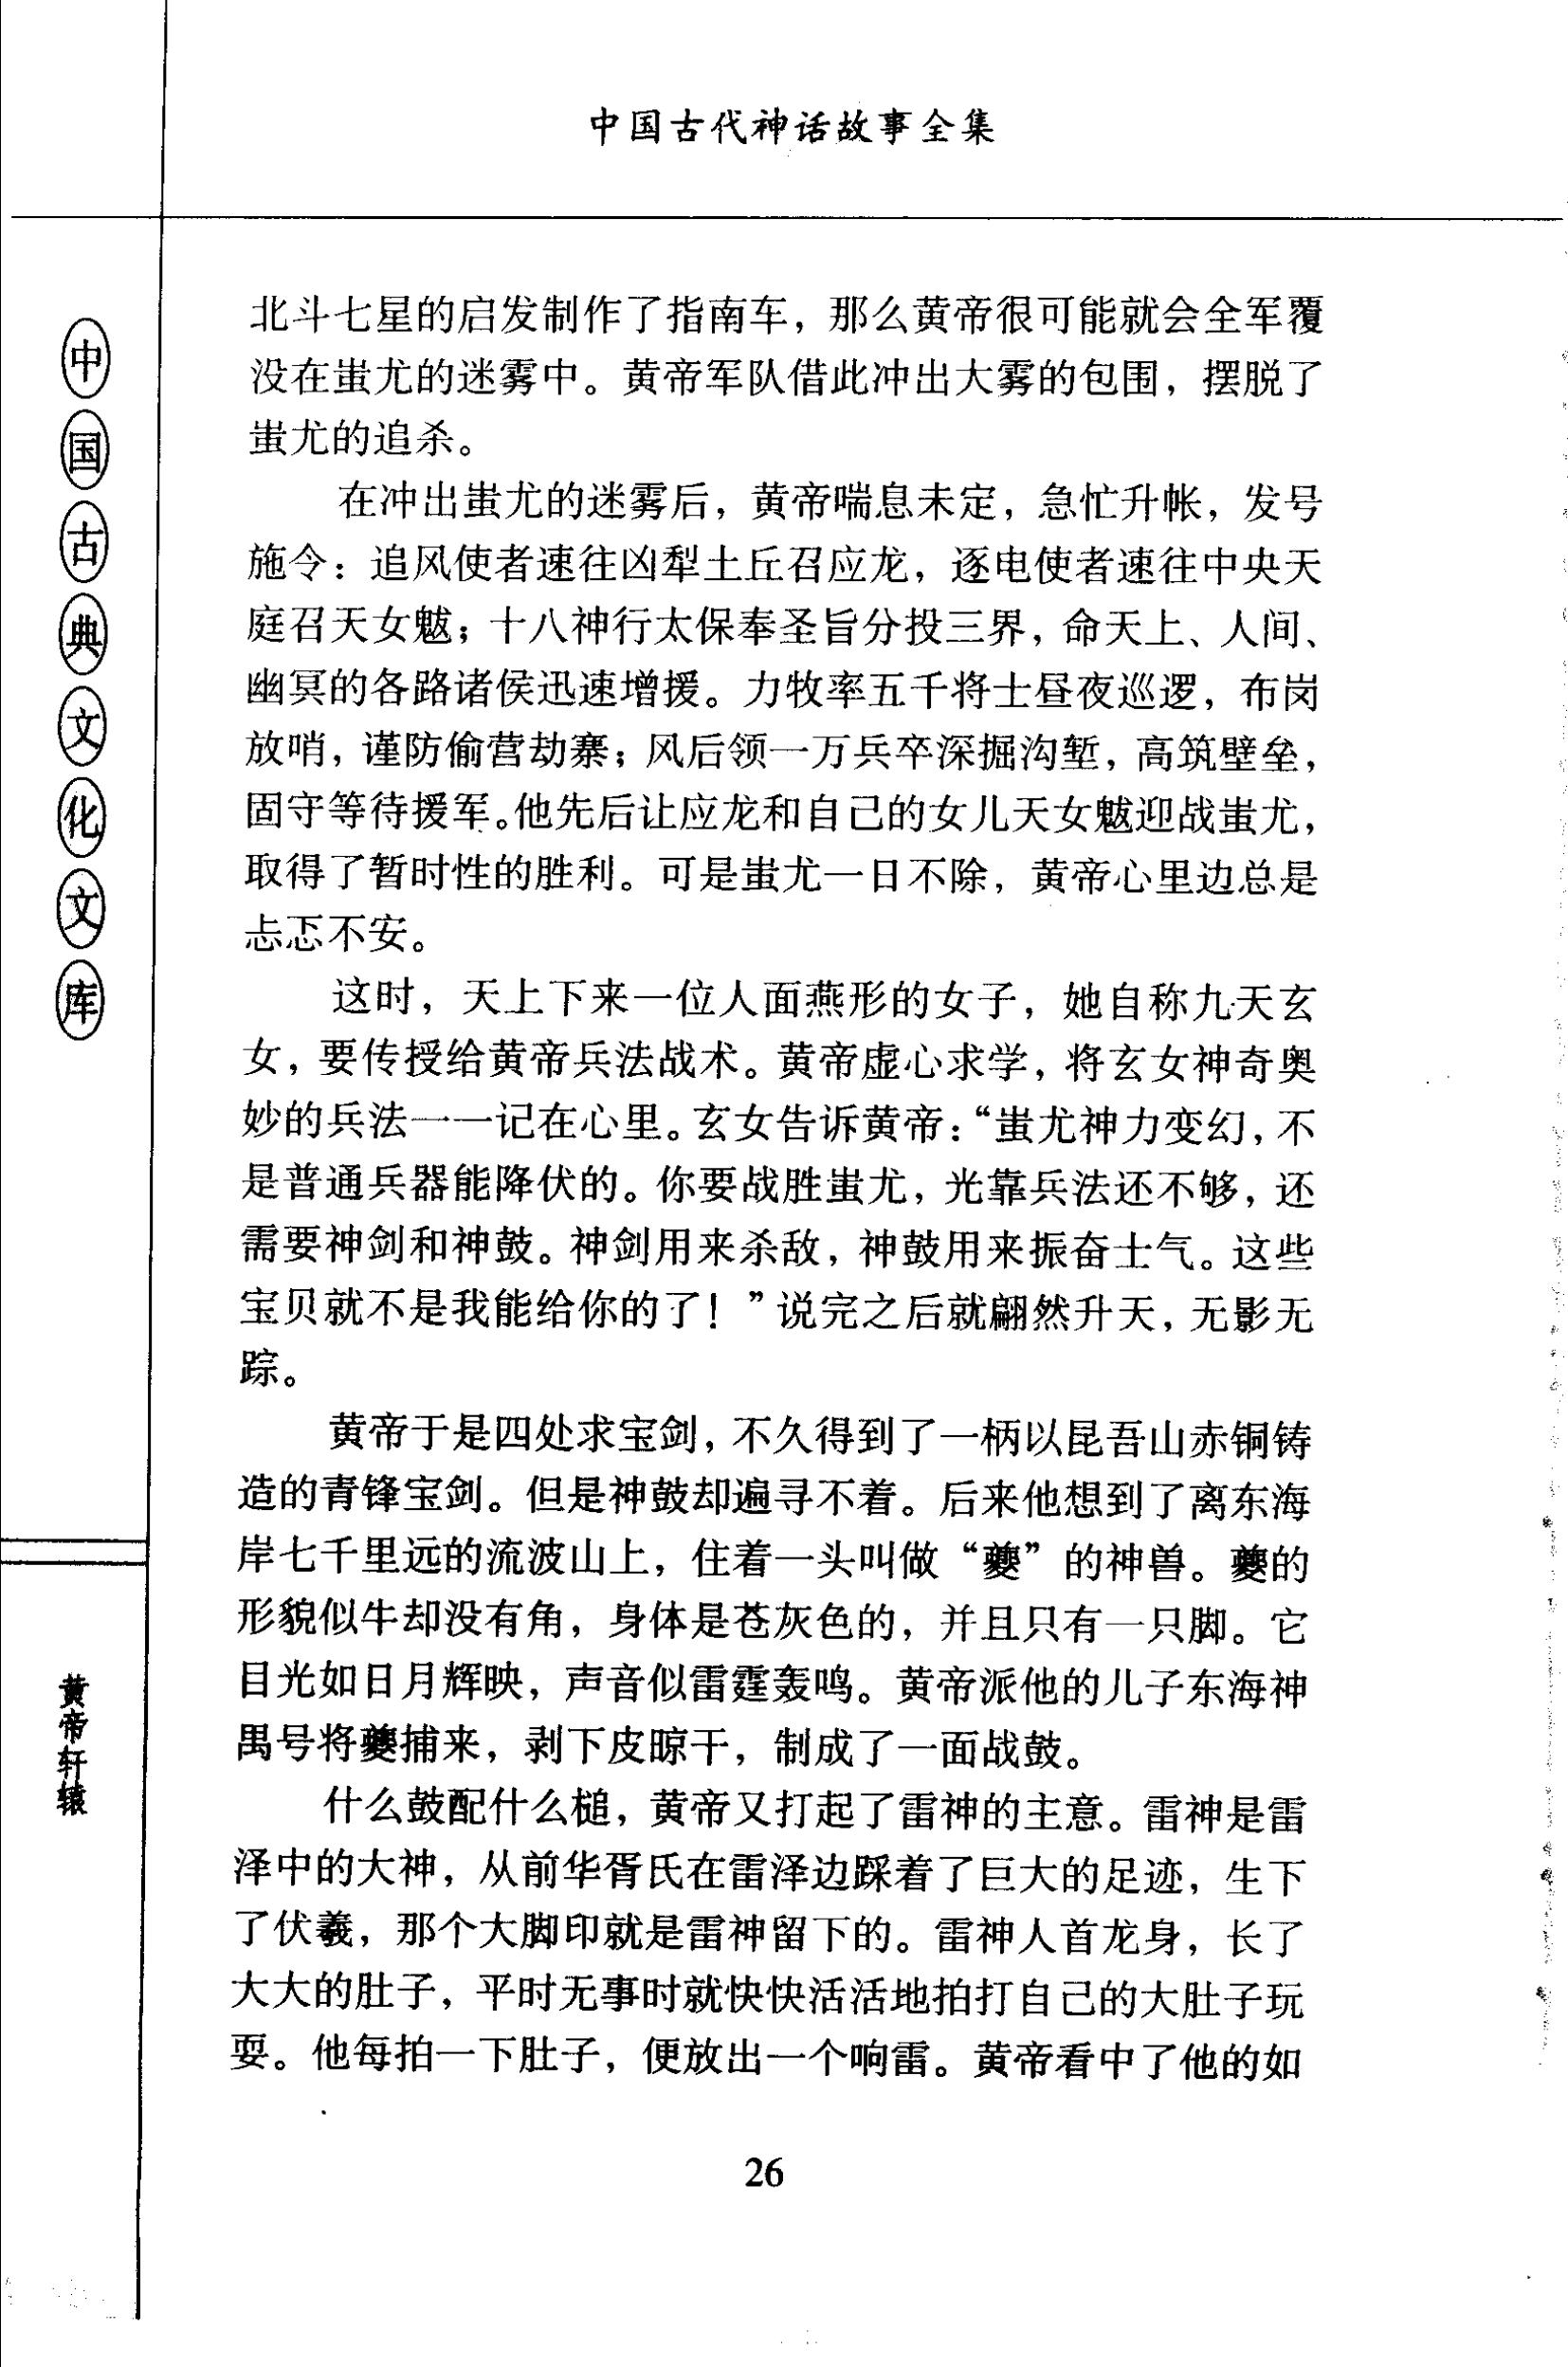 中国古代神话故事全集
中国古典文化文库
黄帝轩辕
北斗七星的启发制作了指南车，那么黄帝很可能就会全军覆
没在蚩尤的迷雾中。黄帝军队借此冲出大雾的包围，摆脱了
蚩尤的追杀。
在冲出蚩尤的迷雾后，黄帝喘息未定，急忙升帐，发号
施令：追风使者速往凶犁土丘召应龙，逐电使者速往中央天
庭召天女魃；十八神行太保奉圣旨分投三界，命天上、人间、
幽冥的各路诸侯迅速增援。力牧率五千将士昼夜巡逻，布岗
放哨，谨防偷营劫寨；风后领一万兵卒深掘沟堑，高筑壁垒，
固守等待援军。他先后让应龙和自己的女儿天女魃迎战蚩尤，
取得了暂时性的胜利。可是蚩尤一日不除，黄帝心里边总是
忐忑不安。
这时，天上下来一位人面燕形的女子，她自称九天玄
女，要传授给黄帝兵法战术。黄帝虚心求学，将玄女神奇奥
妙的兵法一一记在心里。玄女告诉黄帝：“蚩尤神力变幻，不
是普通兵器能降伏的。你要战胜蚩尤，光靠兵法还不够，还
需要神剑和神鼓。神剑用来杀敌，神鼓用来振奋士气。这些
宝贝就不是我能给你的了！”说完之后就翩然升天，无影无
踪。
黄帝于是四处求宝剑，不久得到了一柄以昆吾山赤铜铸
造的青锋宝剑。但是神鼓却遍寻不着。后来他想到了离东海
岸七千里远的流波山上，住着一头叫做“夔”的神兽。夔的
形貌似牛却没有角，身体是苍灰色的，并且只有一只脚。它
目光如日月辉映，声音似雷霆轰鸣。黄帝派他的儿子东海神
禺号将夔捕来，剥下皮晾干，制成了一面战鼓。
什么鼓配什么槌，黄帝又打起了雷神的主意。雷神是雷
泽中的大神，从前华胥氏在雷泽边踩着了巨大的足迹，生下
了伏羲，那个大脚印就是雷神留下的。雷神人首龙身，长了
大大的肚子，平时无事时就快快活活地拍打自己的大肚子玩
耍。他每拍一下肚子，便放出一个响雷。黄帝看中了他的如
26